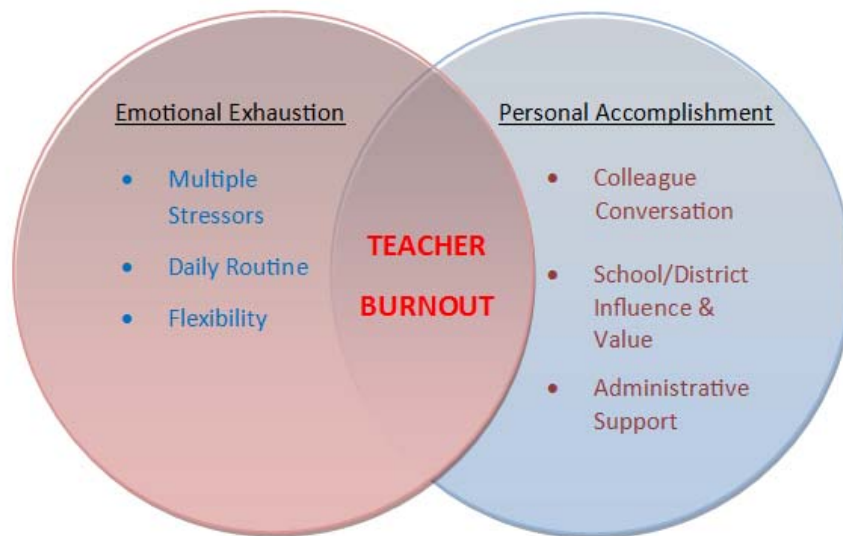 Emotional Exhaustion
• Multiple
Stressors
• Daily Routine
• Flexibility
TEACHER
BURNOUT
Personal Accomplishment
• Colleague
Conversation
• School/District
Influence &
Value
• Administrative
Support